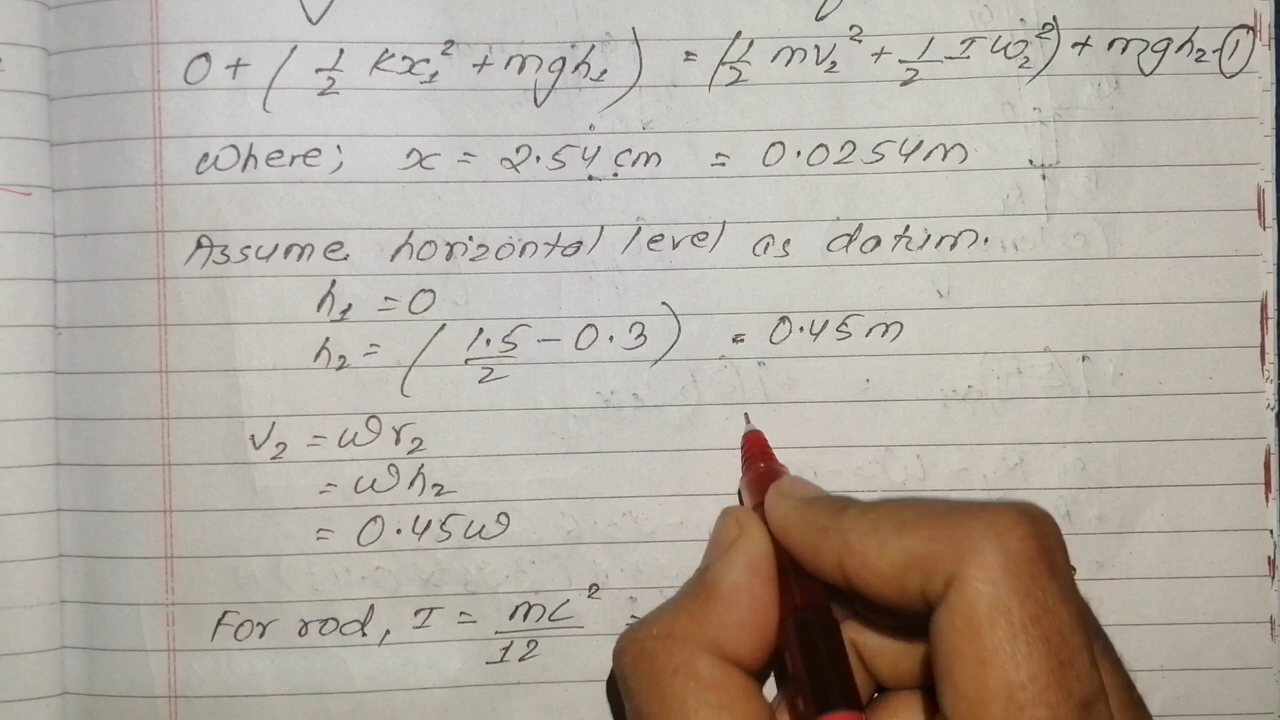 0 + ( 1/2 Kx₁² + mgh₁ ) = ( 1/2 mv₂² + 1/2 I ω₂² ) + mgh₂ - ①
Where; x = 2.54 cm = 0.0254m
Assume horizontal level as datum.
h₁ = 0
h₂ = ( 1.5/2 - 0.3 ) = 0.45m
v₂ = ωr₂
= ωh₂
= 0.45ω
For rod, I = mL²/12 =